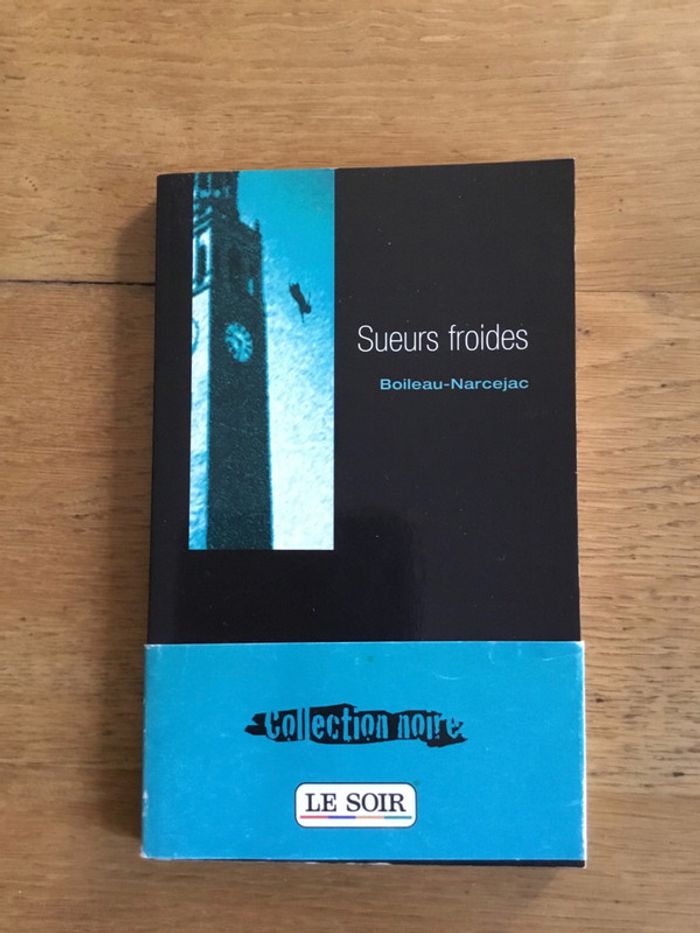 Sueurs froides
Boileau-Narcejac
Collection noire
LE SOIR